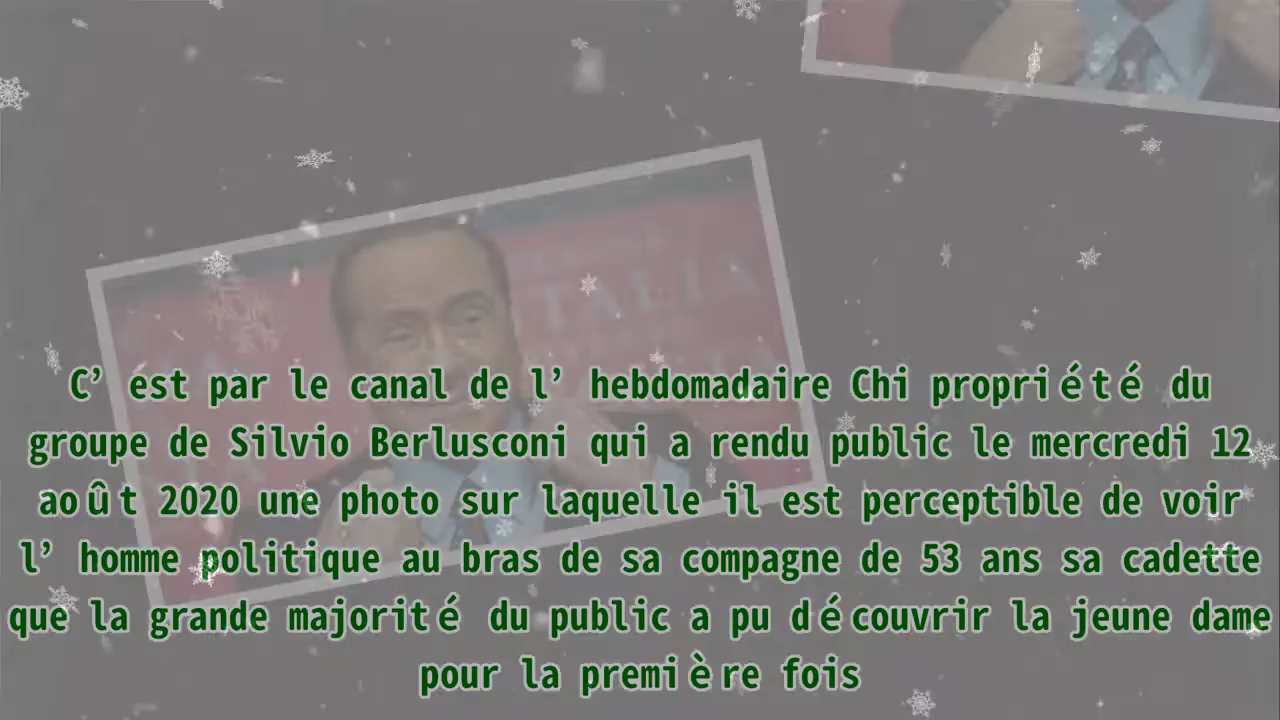 TALIA
C’ est par le canal de l’ hebdomadaire Chi propriété du
groupe de Silvio Berlusconi qui a rendu public le mercredi 12
août 2020 une photo sur laquelle il est perceptible de voir
l’ homme politique au bras de sa compagne de 53 ans sa cadette
que la grande majorité du public a pu découvrir la jeune dame
pour la première fois